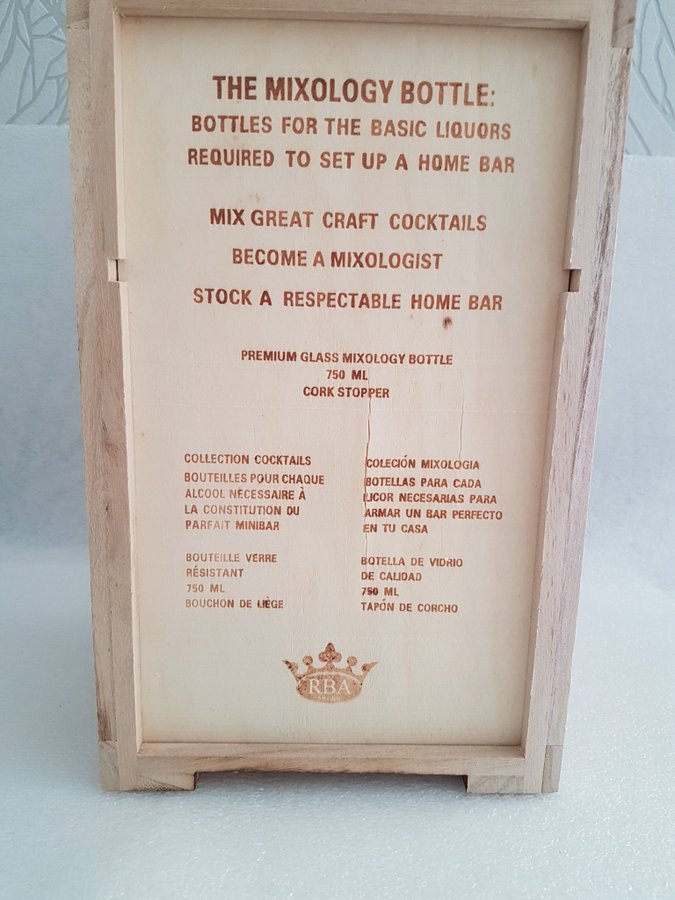 THE MIXOLOGY BOTTLE:
BOTTLES FOR THE BASIC LIQUORS
REQUIRED TO SET UP A HOME BAR
MIX GREAT CRAFT COCKTAILS
BECOME A MIXOLOGIST
STOCK A RESPECTABLE HOME BAR
PREMIUM GLASS MIXOLOGY BOTTLE
750 ML
CORK STOPPER
COLLECTION COCKTAILS
BOUTEILLES POUR CHAQUE
ALCOOL NÉCESSAIRE À
LA CONSTITUTION DU
PARFAIT MINIBAR
BOUTEILLE VERRE
RÉSISTANT
750 ML
BOUCHON DE LIÈGE
COLECIÓN MIXOLOGIA
BOTELLAS PARA CADA
LICOR NECESARIAS PARA
ARMAR UN BAR PERFECTO
EN TU CASA
BOTELLA DE VIDRIO
DE CALIDAD
750 ML
TAPÓN DE CORCHO
RBA